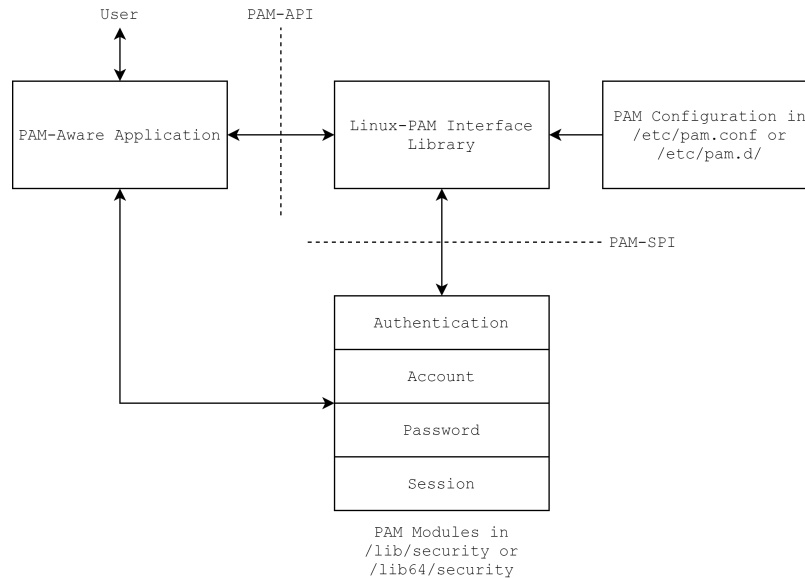 User
PAM-API
PAM-Aware Application
Linux-PAM Interface
Library
PAM Configuration in
/etc/pam.conf or
/etc/pam.d/
PAM-SPI
Authentication
Account
Password
Session
PAM Modules in
/lib/security or
/lib64/security